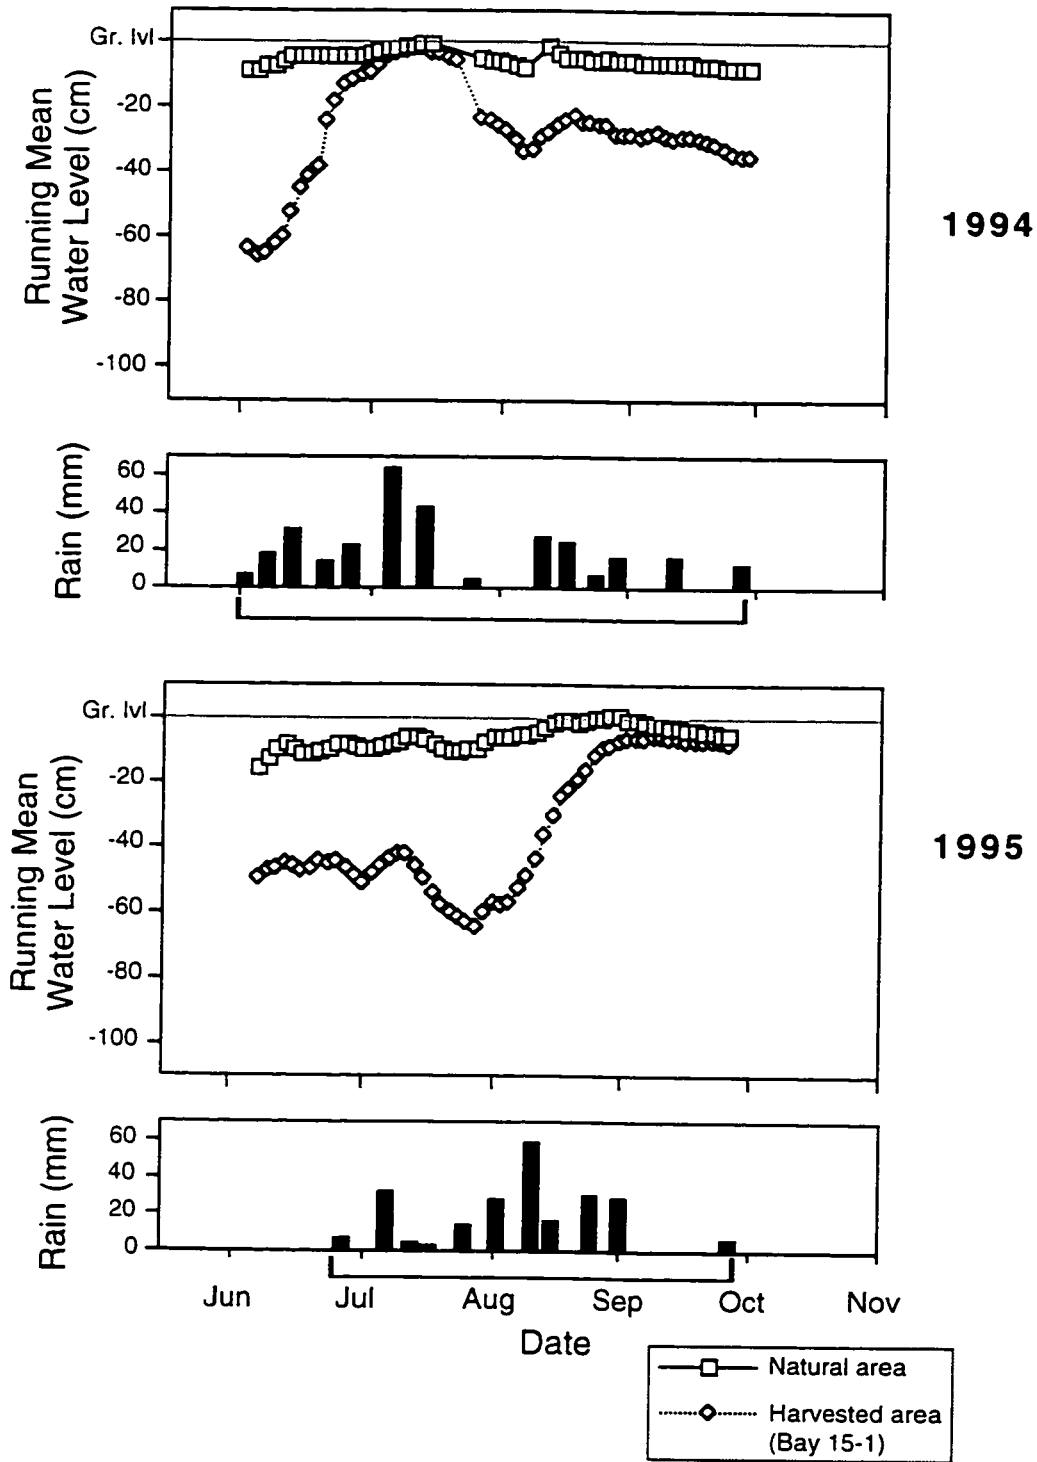 Gr. lvl
-20
-40
-60
-80
-100
Running Mean
Water Level (cm)
1994
60
40
20
0
Rain (mm)
Gr. lvl
-20
-40
-60
-80
-100
Running Mean
Water Level (cm)
1995
60
40
20
0
Rain (mm)
Jun Jul Aug Sep Oct Nov
Date
Natural area
Harvested area
(Bay 15-1)